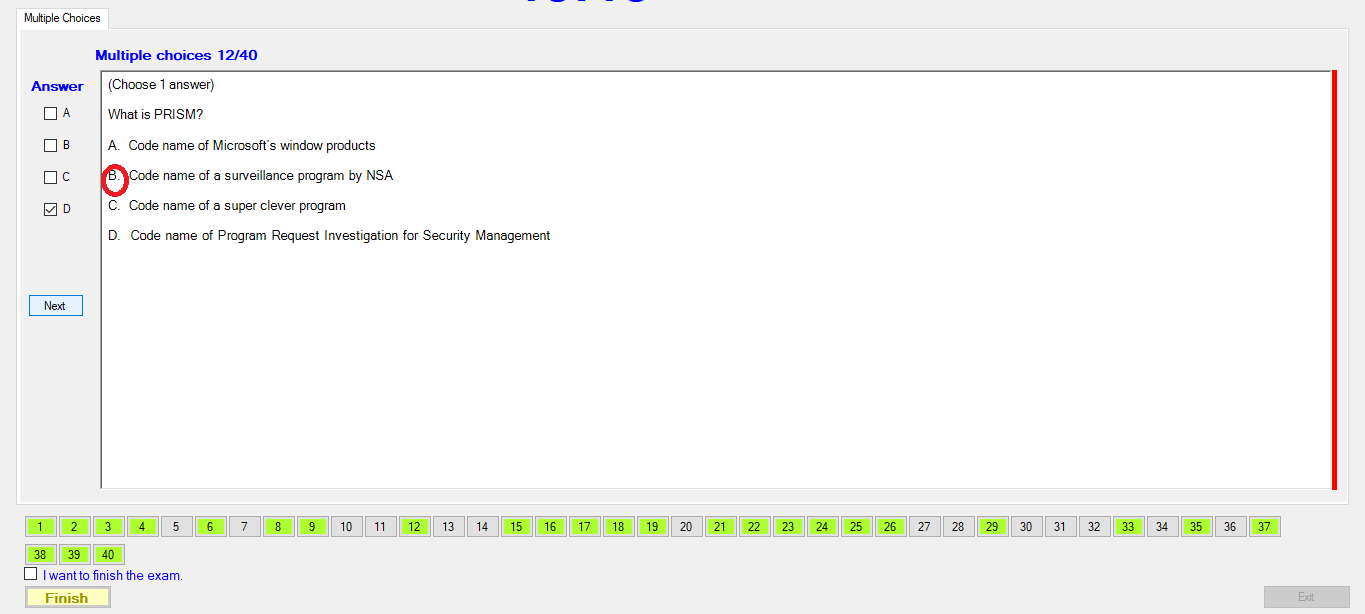 Multiple Choices
Multiple choices 12/40
Answer
(Choose 1 answer)
A
What is PRISM?
B
A. Code name of Microsoft's window products
C
B. Code name of a surveillance program by NSA
D
C. Code name of a super clever program
D. Code name of Program Request Investigation for Security Management
Next
1 2 3 4 5 6 7 8 9 10 11 12 13 14 15 16 17 18 19 20 21 22 23 24 25 26 27 28 29 30 31 32 33 34 35 36 37
38 39 40
I want to finish the exam.
Finish
Exit